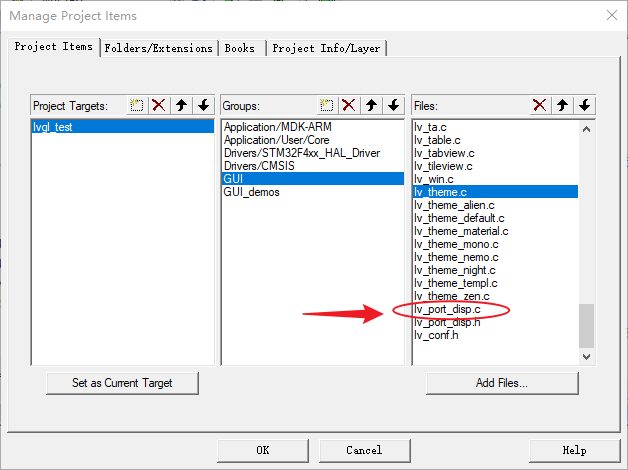 Manage Project Items
Project Items
Folders/Extensions
Books
Project Info/Layer
Project Targets:
Groups:
Files:
lvgl_test
Application/MDK-ARM
Application/User/Core
Drivers/STM32F4xx_HAL_Driver
Drivers/CMSIS
GUI
GUI_demos
lv_ta.c
lv_table.c
lv_tabview.c
lv_tileview.c
lv_win.c
lv_theme.c
lv_theme_alien.c
lv_theme_default.c
lv_theme_material.c
lv_theme_mono.c
lv_theme_nemo.c
lv_theme_night.c
lv_theme_templ.c
lv_theme_zen.c
lv_port_disp.c
lv_port_disp.h
lv_conf.h
Set as Current Target
Add Files...
OK
Cancel
Help